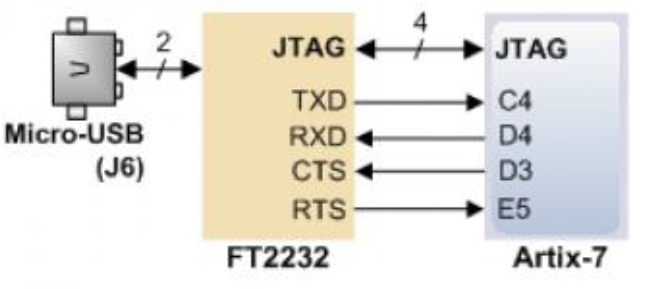 4
2
JTAG JTAG
TXD C4
RXD D4
CTS D3
RTS E5
Micro-USB
(J6)
FT2232 Artix-7